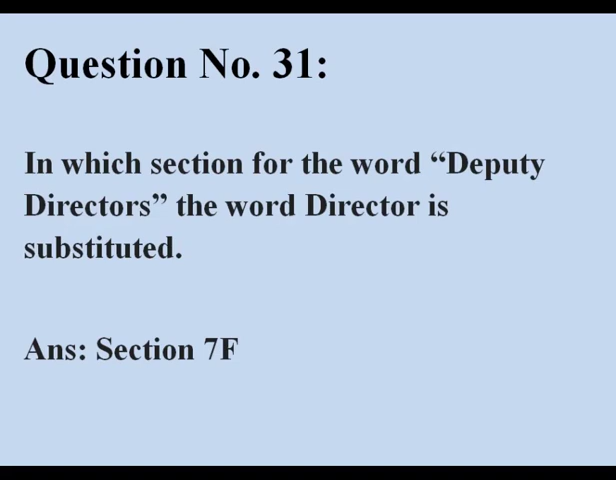 Question No. 31:
In which section for the word “Deputy
Directors” the word Director is
substituted.
Ans: Section 7F